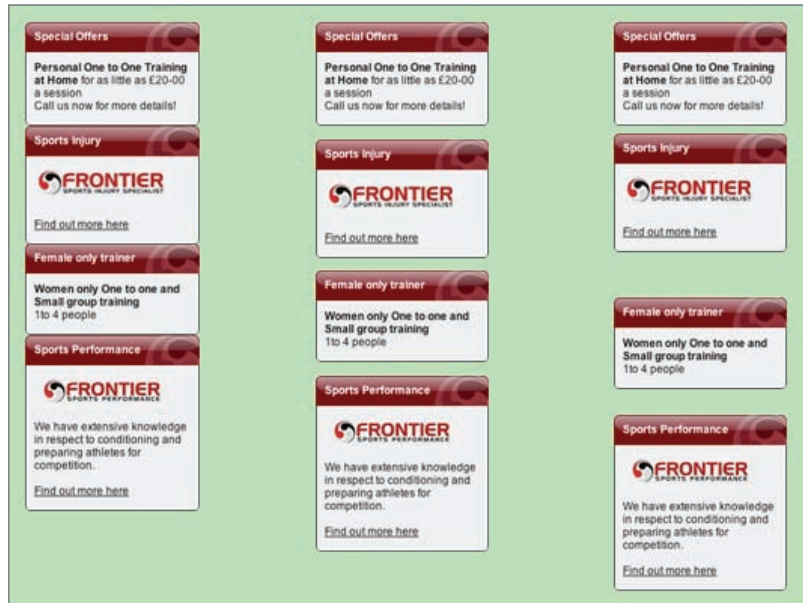 Special Offers
Personal One to One Training
at Home for as little as £20-00
a session
Call us now for more details!
Sports Injury
FRONTIER
SPORTS INJURY SPECIALIST
Find out more here
Female only trainer
Women only One to one and
Small group training
1to 4 people
Sports Performance
FRONTIER
SPORTS PERFORMANCE
We have extensive knowledge
in respect to conditioning and
preparing athletes for
competition.
Find out more here
Special Offers
Personal One to One Training
at Home for as little as £20-00
a session
Call us now for more details!
Sports Injury
FRONTIER
SPORTS INJURY SPECIALIST
Find out more here
Female only trainer
Women only One to one and
Small group training
1to 4 people
Sports Performance
FRONTIER
SPORTS PERFORMANCE
We have extensive knowledge
in respect to conditioning and
preparing athletes for
competition.
Find out more here
Special Offers
Personal One to One Training
at Home for as little as £20-00
a session
Call us now for more details!
Sports Injury
FRONTIER
SPORTS INJURY SPECIALIST
Find out more here
Female only trainer
Women only One to one and
Small group training
1to 4 people
Sports Performance
FRONTIER
SPORTS PERFORMANCE
We have extensive knowledge
in respect to conditioning and
preparing athletes for
competition.
Find out more here